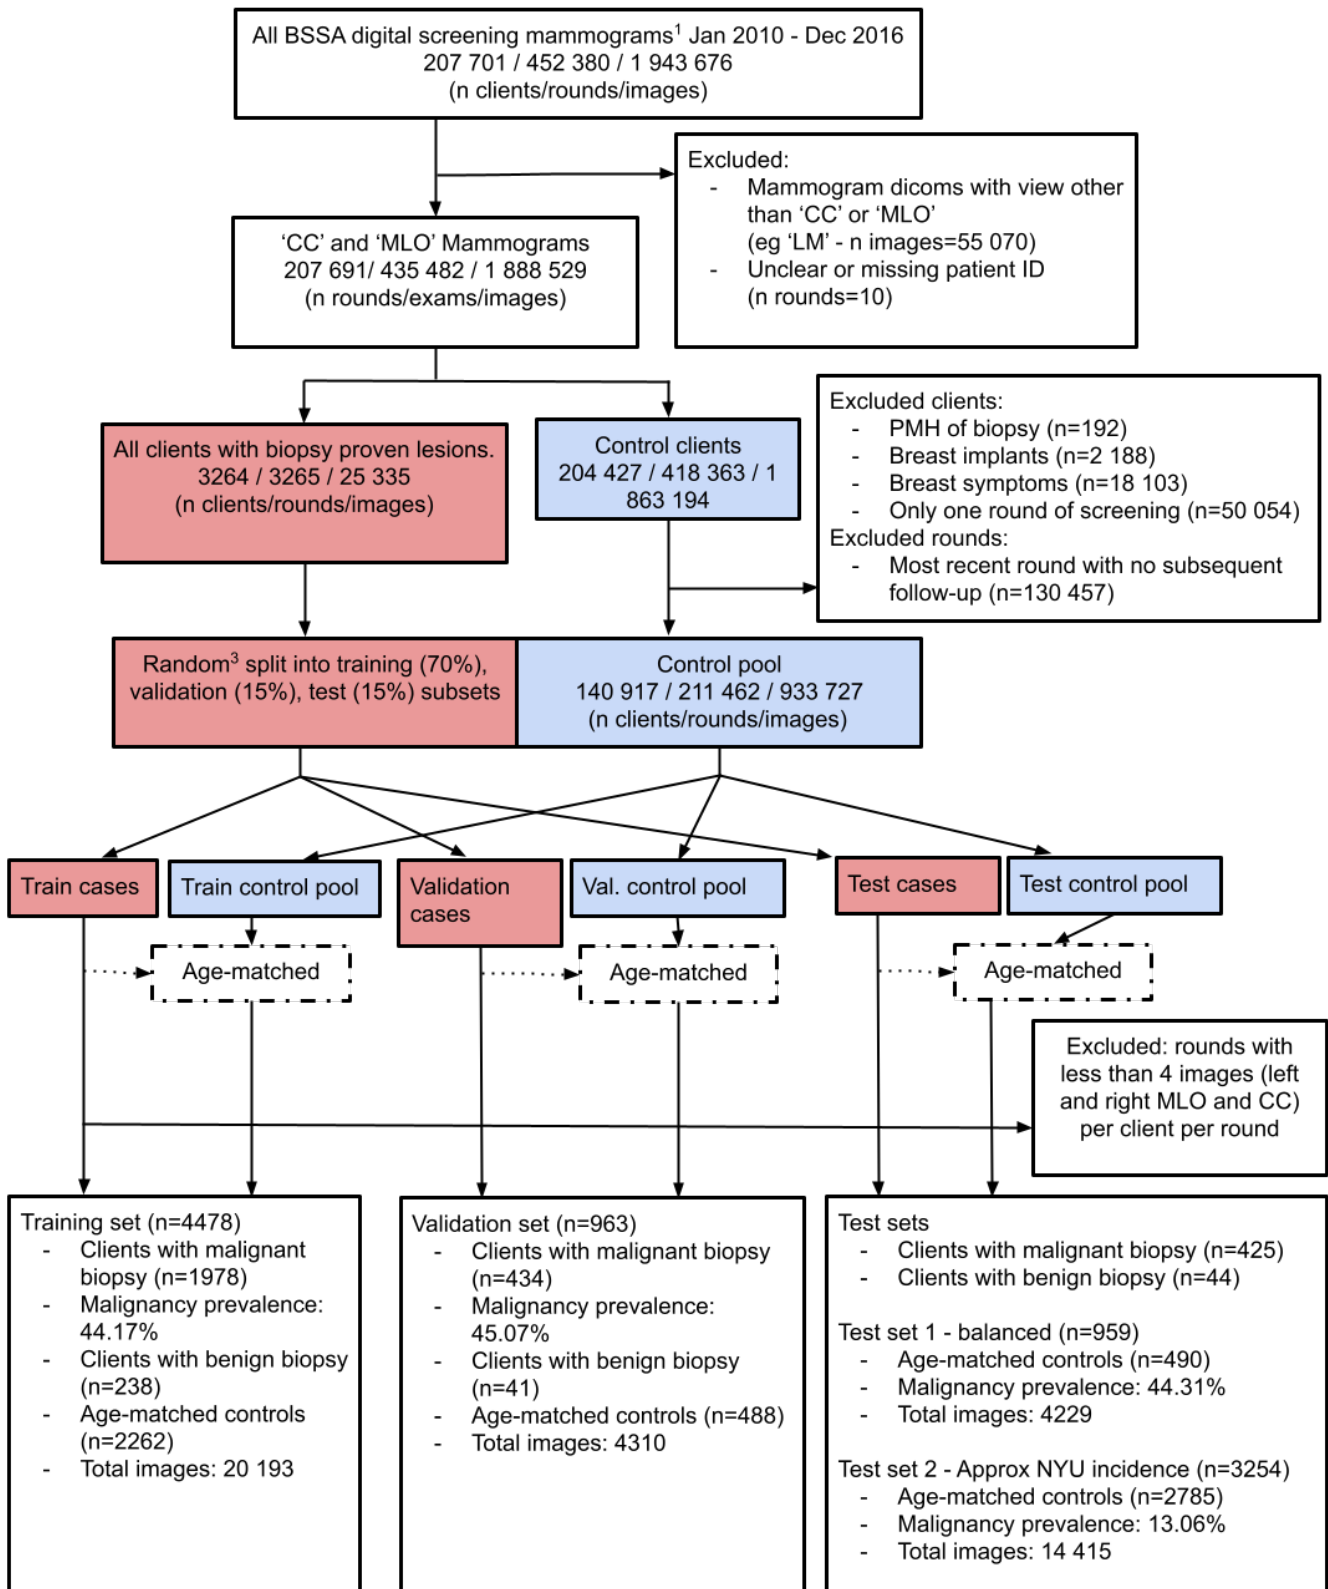 All BSSA digital screening mammograms¹ Jan 2010 - Dec 2016
207 701 / 452 380 / 1 943 676
(n clients/rounds/images)
Excluded:
- Mammogram dicoms with view other
than ‘CC’ or ‘MLO’
(eg ‘LM’ - n images=55 070)
- Unclear or missing patient ID
(n rounds=10)
‘CC’ and ‘MLO’ Mammograms
207 691/ 435 482 / 1 888 529
(n rounds/exams/images)
All clients with biopsy proven lesions.
3264 / 3265 / 25 335
(n clients/rounds/images)
Control clients
204 427 / 418 363 / 1
863 194
Excluded clients:
- PMH of biopsy (n=192)
- Breast implants (n=2 188)
- Breast symptoms (n=18 103)
- Only one round of screening (n=50 054)
Excluded rounds:
- Most recent round with no subsequent
follow-up (n=130 457)
Random³ split into training (70%),
validation (15%), test (15%) subsets
Control pool
140 917 / 211 462 / 933 727
(n clients/rounds/images)
Train cases
Train control pool
Validation
cases
Val. control pool
Test cases
Test control pool
Age-matched
Age-matched
Age-matched
Excluded: rounds with
less than 4 images (left
and right MLO and CC)
per client per round
Training set (n=4478)
- Clients with malignant
biopsy (n=1978)
- Malignancy prevalence:
44.17%
- Clients with benign biopsy
(n=238)
- Age-matched controls
(n=2262)
- Total images: 20 193
Validation set (n=963)
- Clients with malignant biopsy
(n=434)
- Malignancy prevalence:
45.07%
- Clients with benign biopsy
(n=41)
- Age-matched controls (n=488)
- Total images: 4310
Test sets
- Clients with malignant biopsy (n=425)
- Clients with benign biopsy (n=44)
Test set 1 - balanced (n=959)
- Age-matched controls (n=490)
- Malignancy prevalence: 44.31%
- Total images: 4229
Test set 2 - Approx NYU incidence (n=3254)
- Age-matched controls (n=2785)
- Malignancy prevalence: 13.06%
- Total images: 14 415